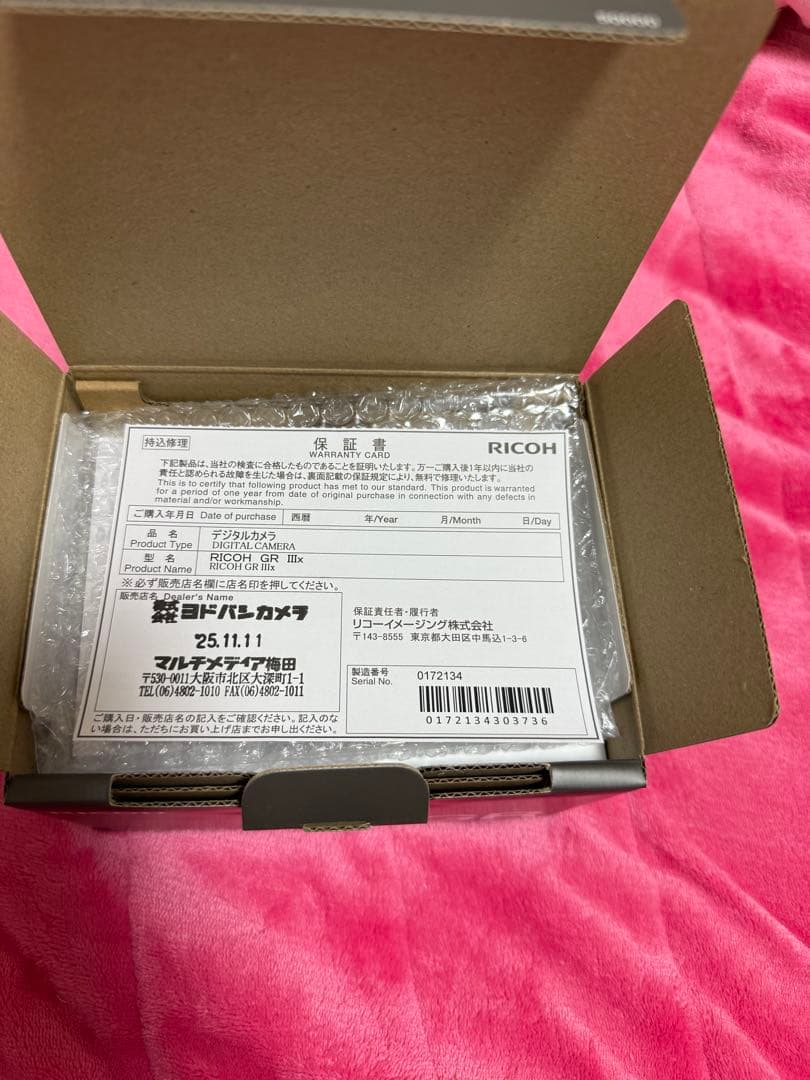 持込修理
保証書
WARRANTY CARD
RICOH
下記製品は、当社の検査に合格したものであることを証明いたします。万一ご購入後1年以内に当社の
責任と認められる故障を生じた場合は、裏面記載の保証規定により、無料で修理いたします。
This is to certify that following product has met to our standard. This product is warranted
for a period of one year from date of original purchase in connection with any defects in
material and/or workmanship.
ご購入年月日 Date of purchase 西暦 年/Year 月/Month 日/Day
品名 デジタルカメラ
Product Type DIGITAL CAMERA
型名 RICOH GR IIIx
Product Name RICOH GR IIIx
※必ず販売店名欄に店名印を押してください。
販売店名 Dealer's Name
株式会社ヨドバシカメラ
'25.11.11
マルチメディア梅田
〒530-0011大阪市北区大深町1-1
TEL(06)4802-1010 FAX(06)4802-1011
ご購入日・販売店名の記入をご確認ください。記入のな
い場合は、ただちにお買い上げ店までお申し出ください。
保証責任者・履行者
リコーイメージング株式会社
〒143-8555 東京都大田区中馬込1-3-6
製造番号 0172134
Serial No.
0172134303736